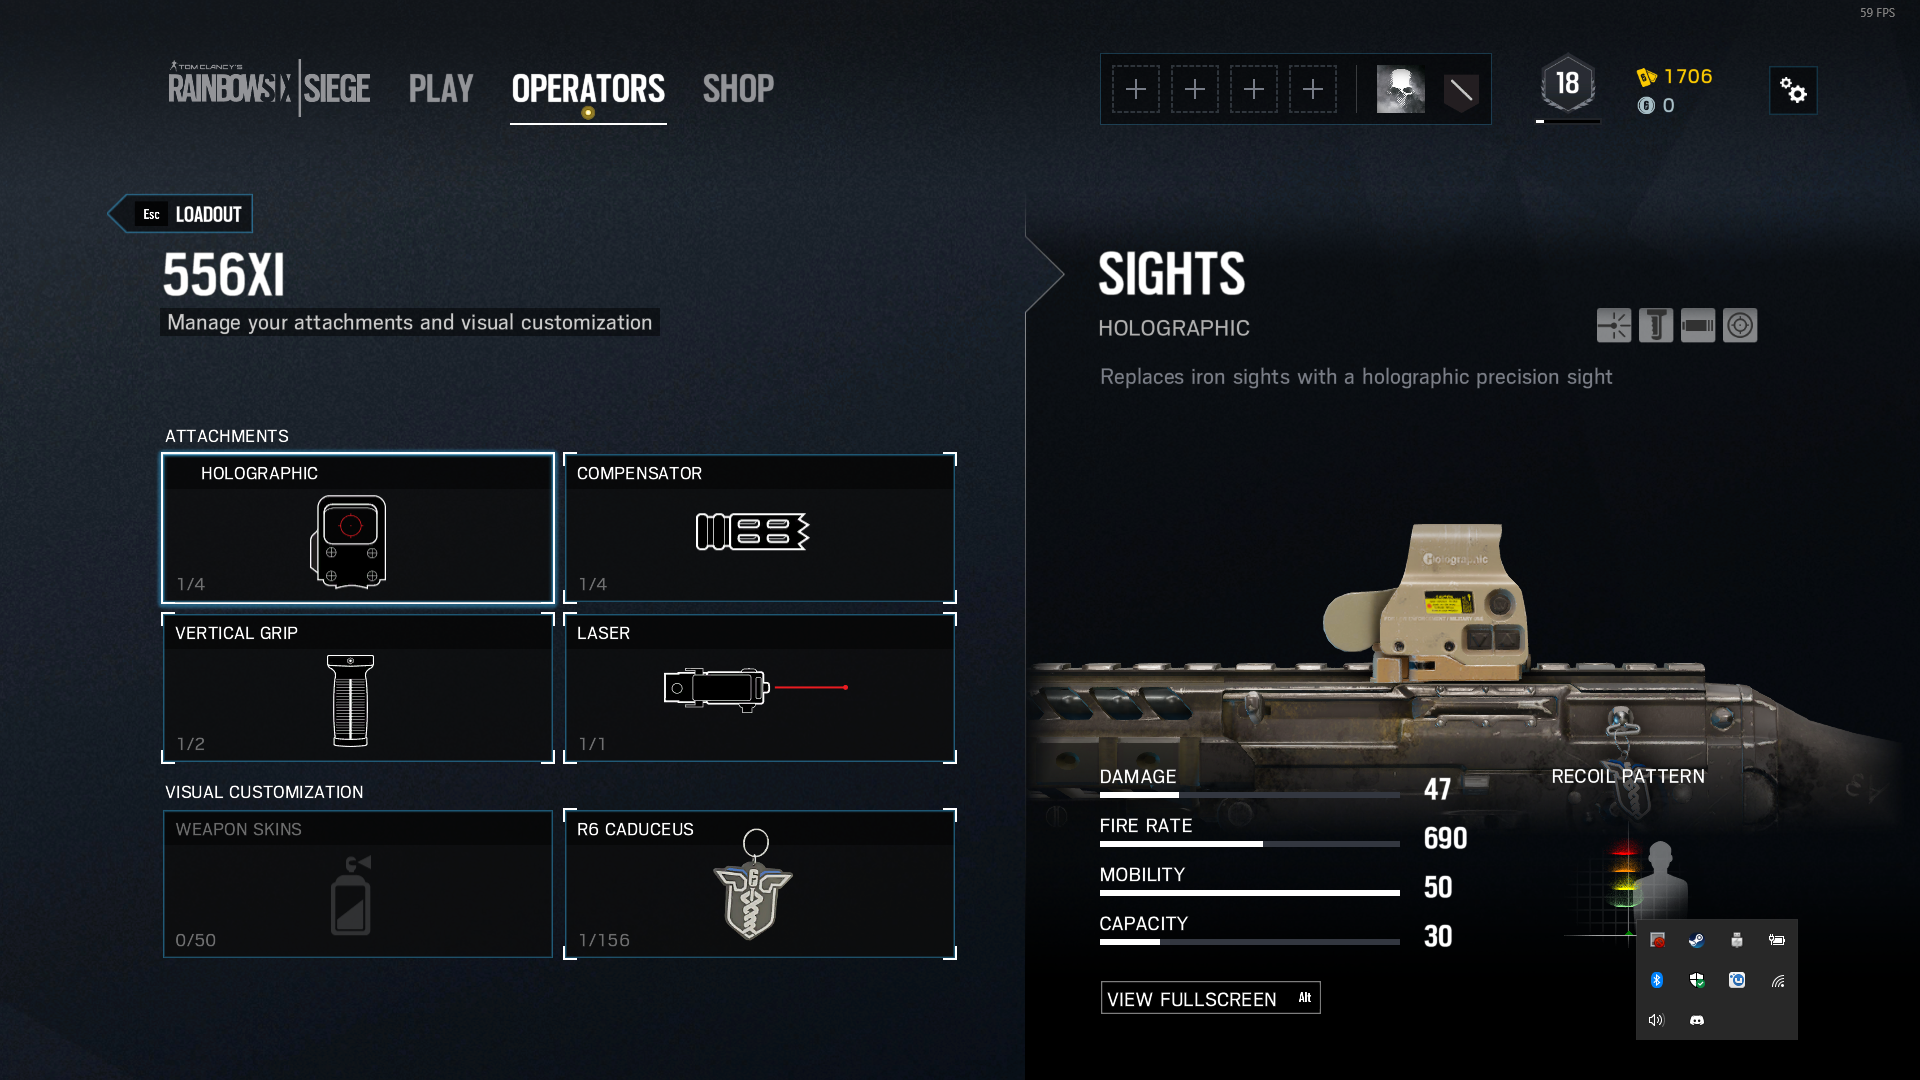 59 FPS
TOM CLANCY'S
RAINBOWSIX | SIEGE
PLAY
OPERATORS
SHOP
18
1706
0
Esc LOADOUT
556XI
Manage your attachments and visual customization
ATTACHMENTS
HOLOGRAPHIC
1/4
COMPENSATOR
1/4
VERTICAL GRIP
1/2
LASER
1/1
VISUAL CUSTOMIZATION
WEAPON SKINS
0/50
R6 CADUCEUS
1/156
SIGHTS
HOLOGRAPHIC
Replaces iron sights with a holographic precision sight
Holographic
DAMAGE
47
FIRE RATE
690
MOBILITY
50
CAPACITY
30
RECOIL PATTERN
VIEW FULLSCREEN Alt